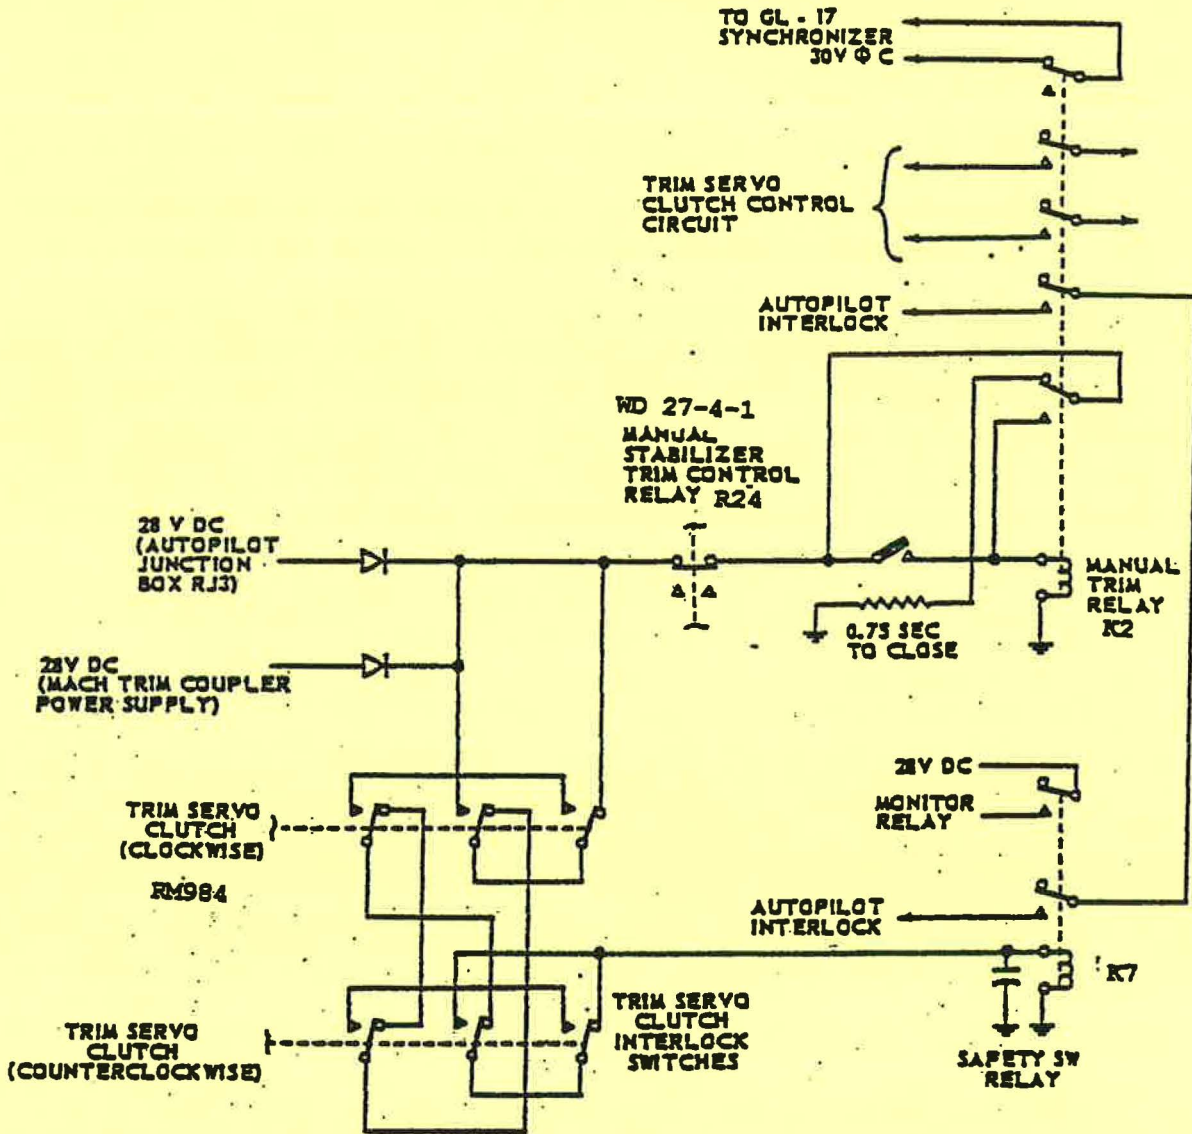 TO GL - 17
SYNCHRONIZER
30V Φ C
TRIM SERVO
CLUTCH CONTROL
CIRCUIT
AUTOPILOT
INTERLOCK
WD 27-4-1
MANUAL
STABILIZER
TRIM CONTROL
RELAY R24
28 V DC
(AUTOPILOT
JUNCTION
BOX RJ3)
MANUAL
TRIM
RELAY
K2
0.75 SEC
TO CLOSE
28V DC
(MACH TRIM COUPLER
POWER SUPPLY)
28V DC
MONITOR
RELAY
TRIM SERVO
CLUTCH
(CLOCKWISE)
RM984
AUTOPILOT
INTERLOCK
K7
TRIM SERVO
CLUTCH
INTERLOCK
SWITCHES
TRIM SERVO
CLUTCH
(COUNTERCLOCKWISE)
SAFETY SW
RELAY